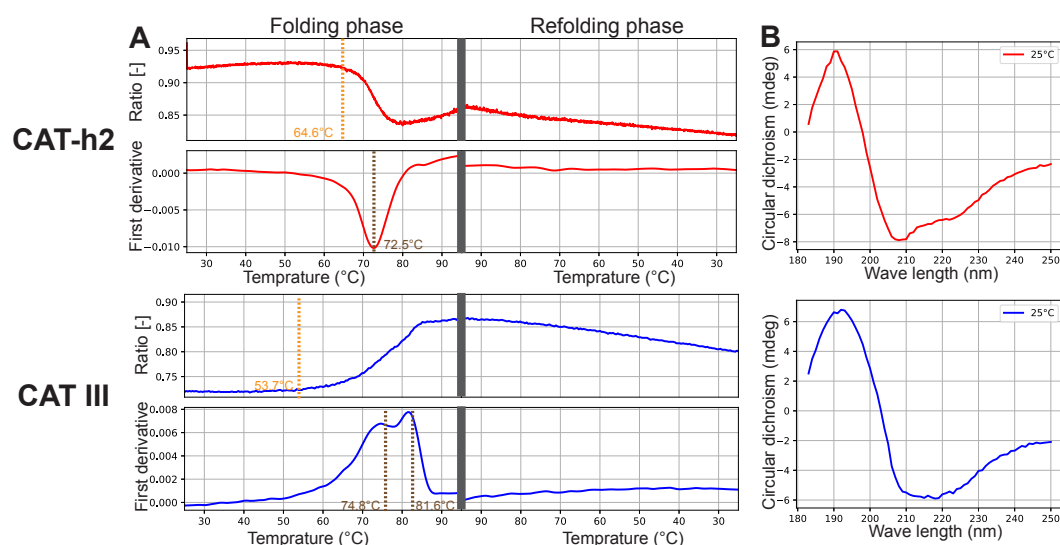 A
Folding phase
Refolding phase
B
CAT-h2
Ratio [-]
0.95
0.90
0.85
64.6°C
First derivative
0.000
−0.005
−0.010
72.5°C
30 40 50 60 70 80 90 90 80 70 60 50 40 30
Temprature (°C) Temprature (°C)
Circular dichroism (mdeg)
6
4
2
0
−2
−4
−6
−8
25°C
180 190 200 210 220 230 240 250
Wave length (nm)
CAT III
Ratio [-]
0.90
0.85
0.80
0.75
53.7°C
First derivative
0.008
0.006
0.004
0.002
0.000
74.8°C 81.6°C
30 40 50 60 70 80 90 90 80 70 60 50 40 30
Temprature (°C) Temprature (°C)
Circular dichroism (mdeg)
6
4
2
0
−2
−4
−6
25°C
180 190 200 210 220 230 240 250
Wave length (nm)